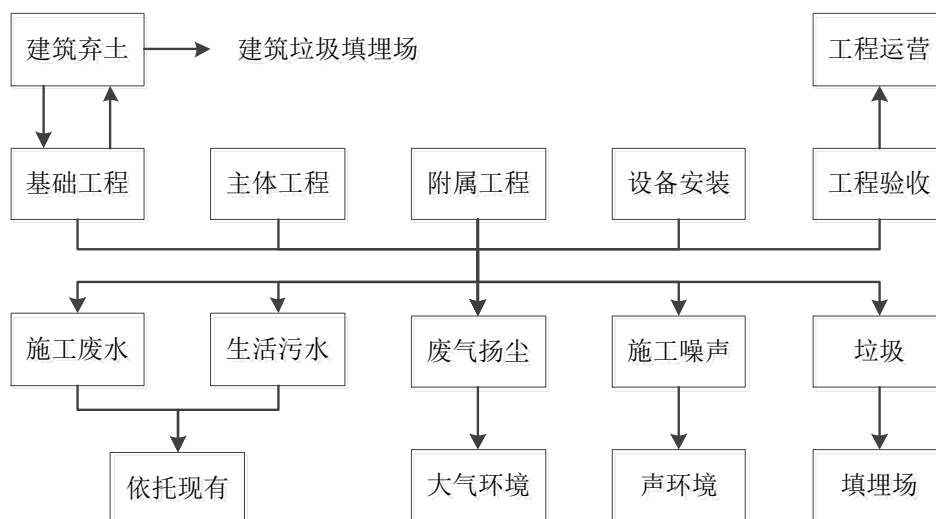 建筑弃土
建筑垃圾填埋场
工程运营
基础工程
主体工程
附属工程
设备安装
工程验收
施工废水
生活污水
废气扬尘
施工噪声
垃圾
依托现有
大气环境
声环境
填埋场